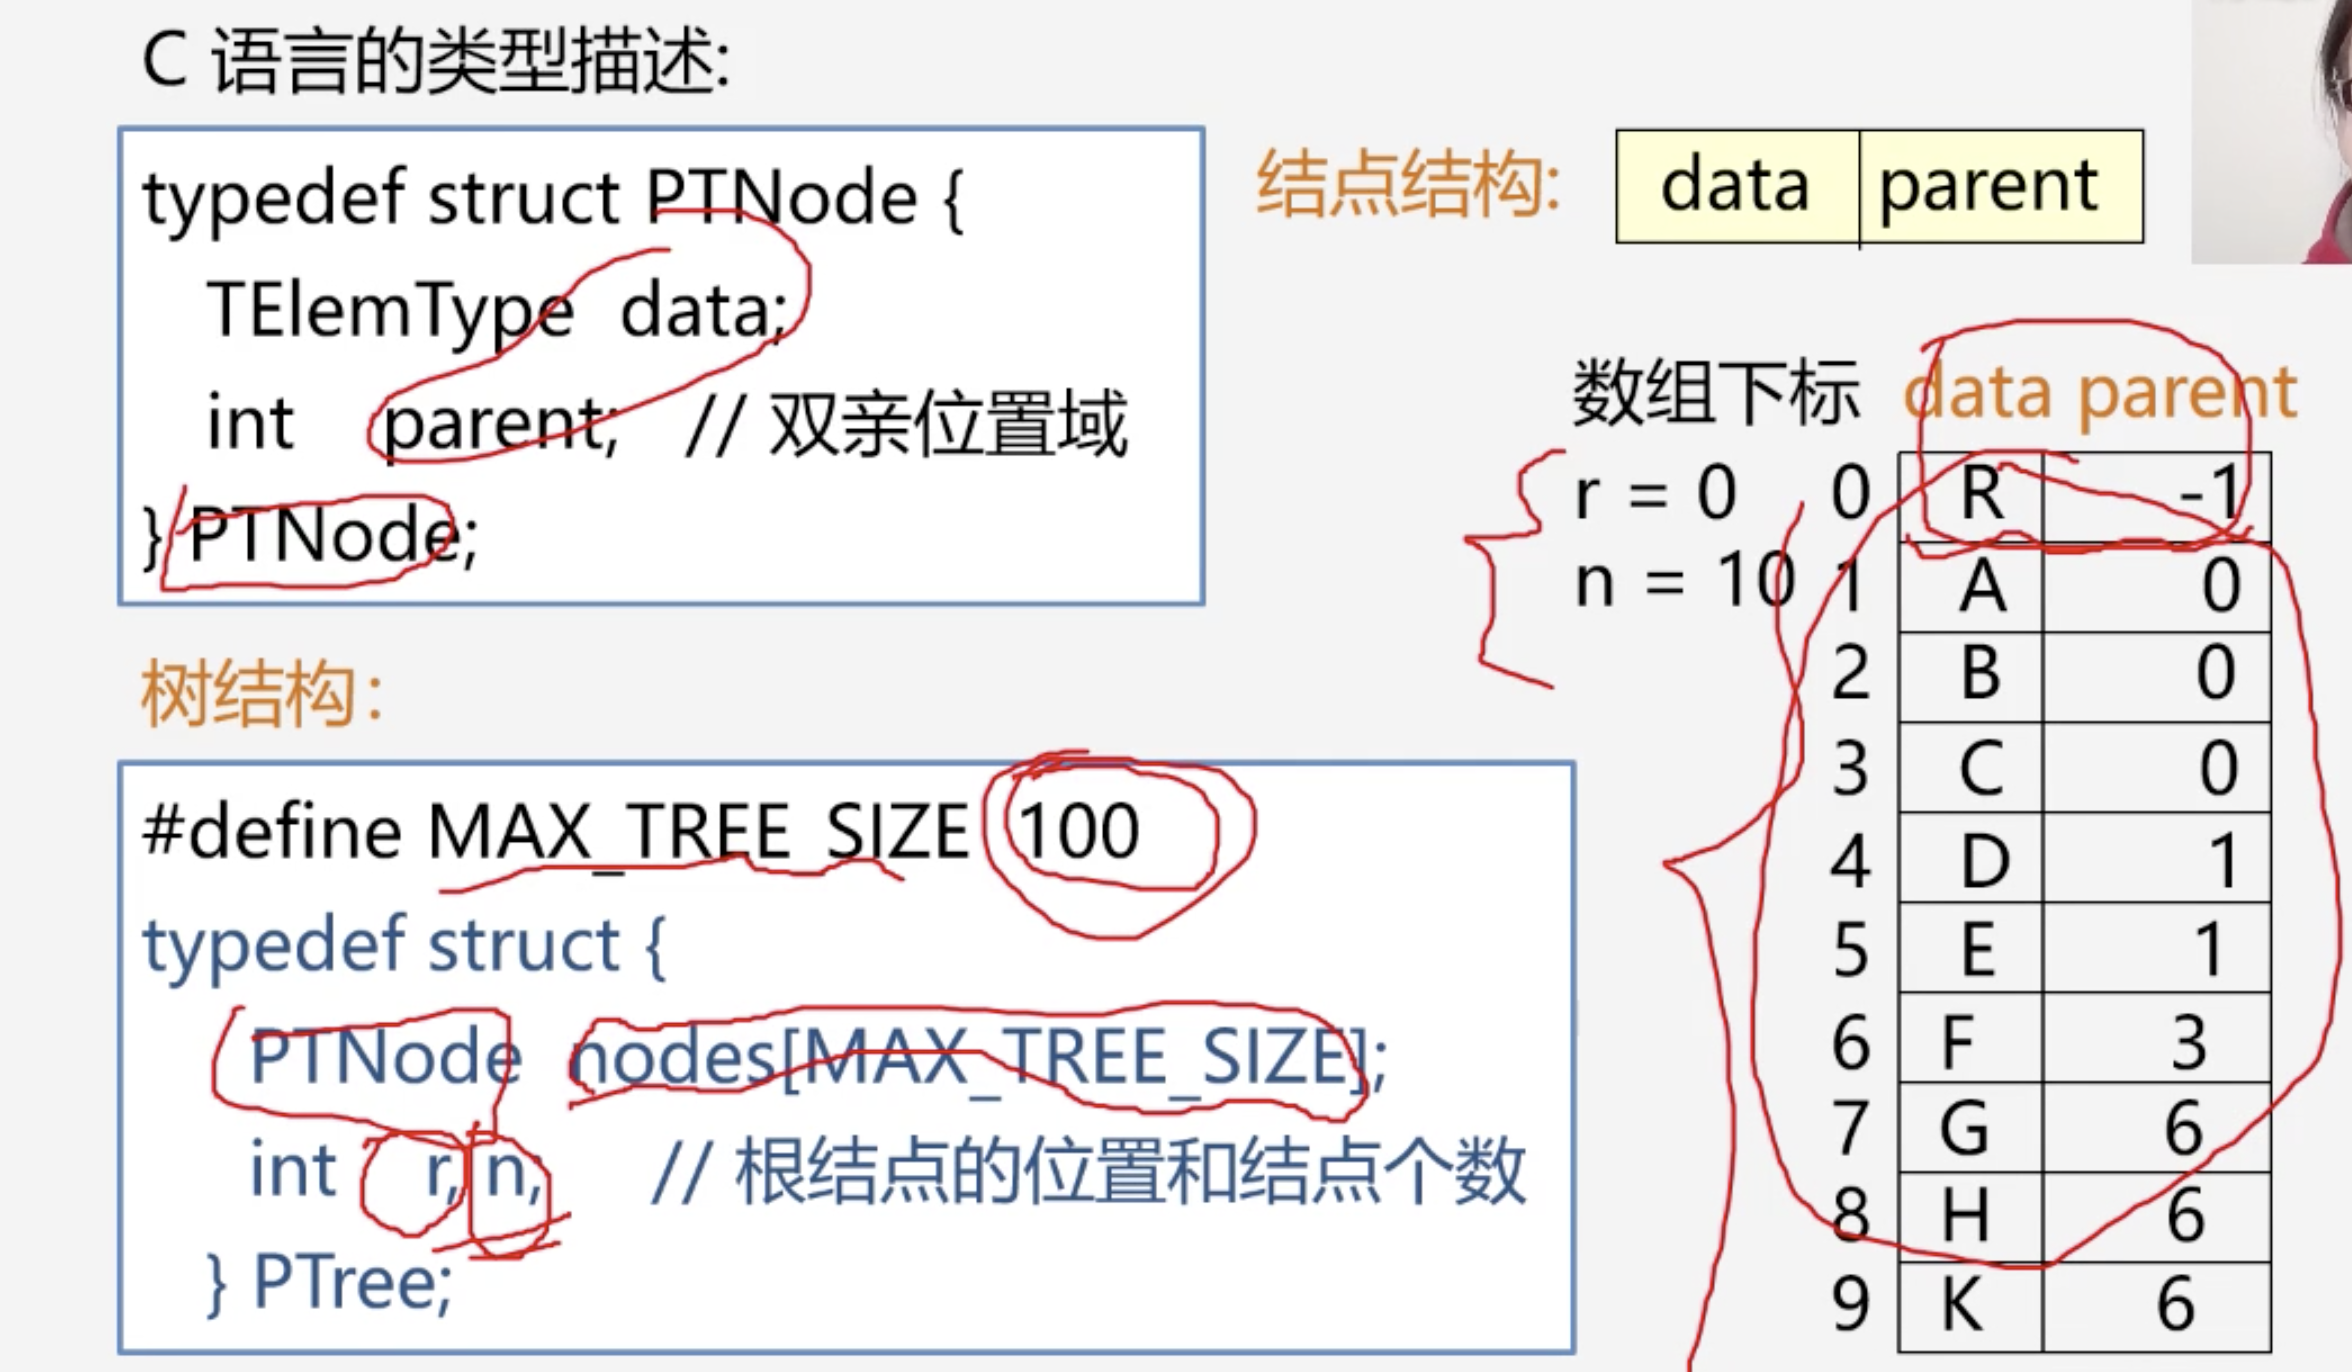 C 语言的类型描述:
typedef struct PTNode {
TElemType data;
int parent; // 双亲位置域
} PTNode;
结点结构: data parent
树结构：
#define MAX_TREE_SIZE 100
typedef struct {
PTNode nodes[MAX_TREE_SIZE];
int r, n; // 根结点的位置和结点个数
} PTree;
数组下标 data parent
r = 0 0 R -1
n = 10 1 A 0
2 B 0
3 C 0
4 D 1
5 E 1
6 F 3
7 G 6
8 H 6
9 K 6